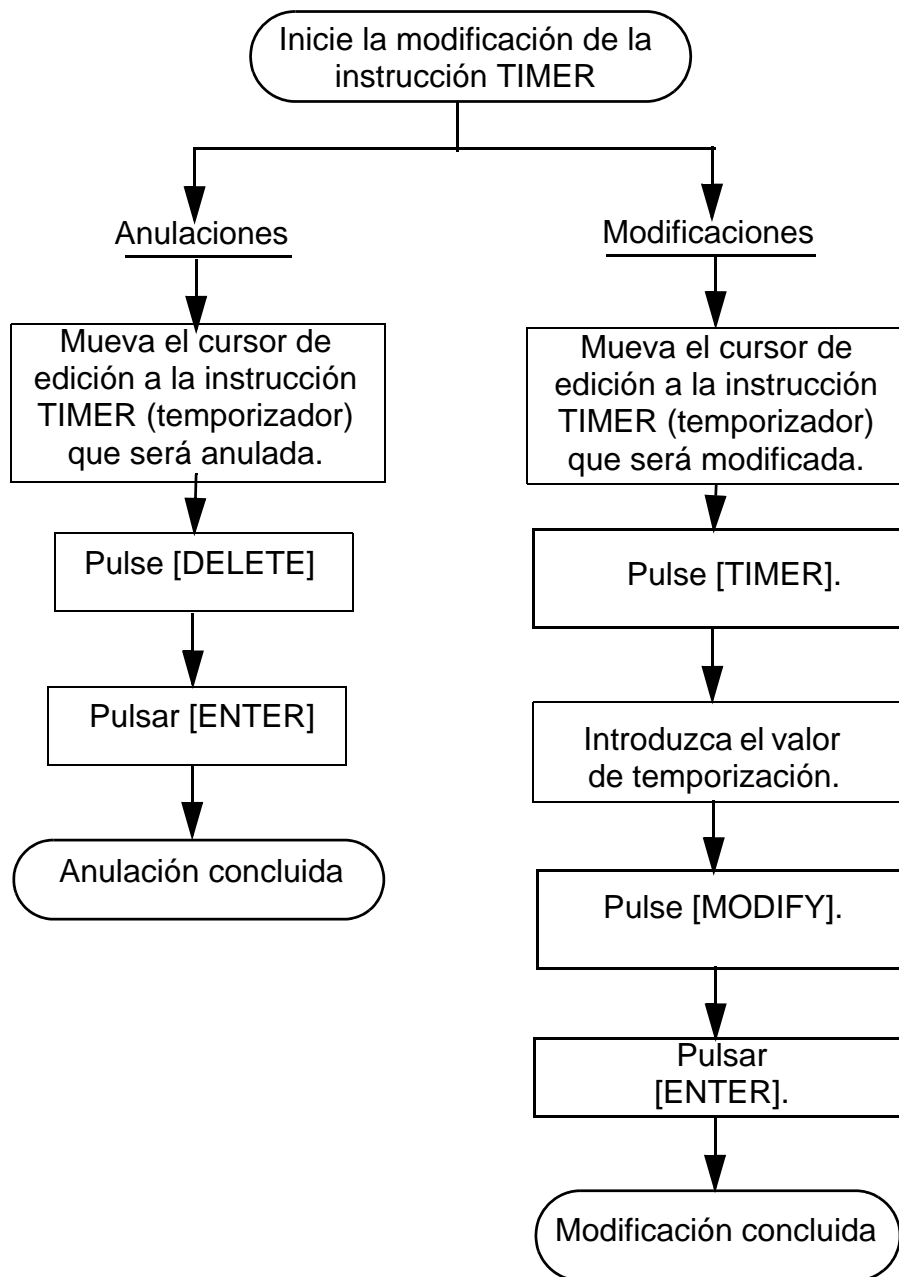 Inicie la modificación de la
instrucción TIMER
Anulaciones
Mueva el cursor de
edición a la instrucción
TIMER (temporizador)
que será anulada.
Pulse [DELETE]
Pulsar [ENTER]
Anulación concluida
Modificaciones
Mueva el cursor de
edición a la instrucción
TIMER (temporizador)
que será modificada.
Pulse [TIMER].
Introduzca el valor
de temporización.
Pulse [MODIFY].
Pulsar
[ENTER].
Modificación concluida